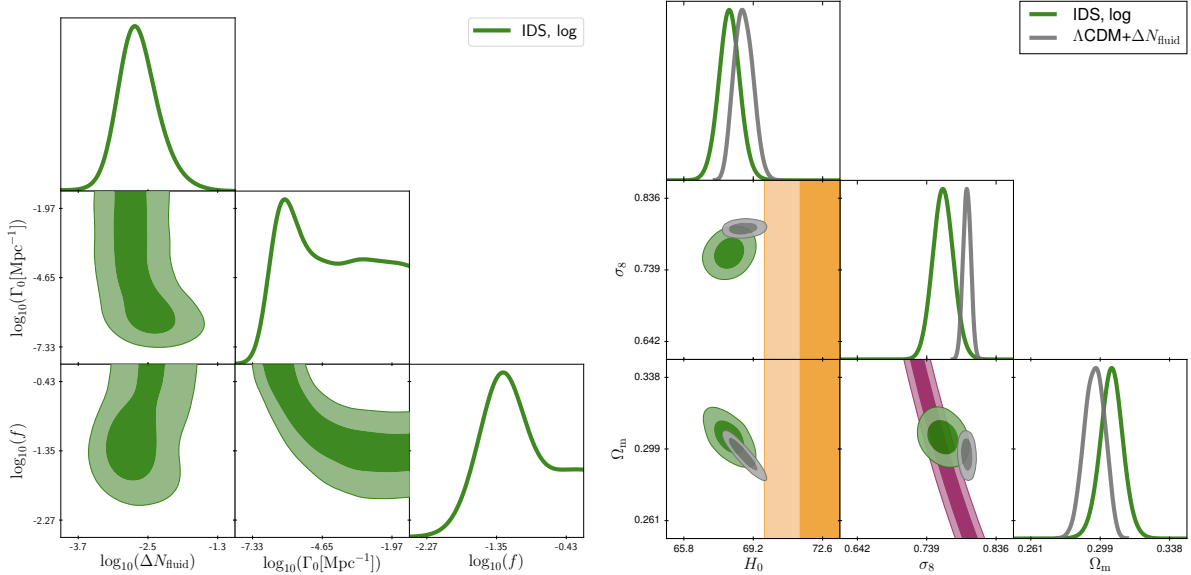 IDS, log
-1.97
-4.65
-7.33
log₁₀(Γ₀[Mpc⁻¹])
-0.43
-1.35
-2.27
log₁₀(f)
-3.7 -2.5 -1.3
log₁₀(ΔN_fluid)
-7.33 -4.65 -1.97
log₁₀(Γ₀[Mpc⁻¹])
-2.27 -1.35 -0.43
log₁₀(f)
IDS, log
ΛCDM+ΔN_fluid
0.836
0.739
0.642
σ₈
0.338
0.299
0.261
Ωₘ
65.8 69.2 72.6
H₀
0.642 0.739 0.836
σ₈
0.261 0.299 0.338
Ωₘ